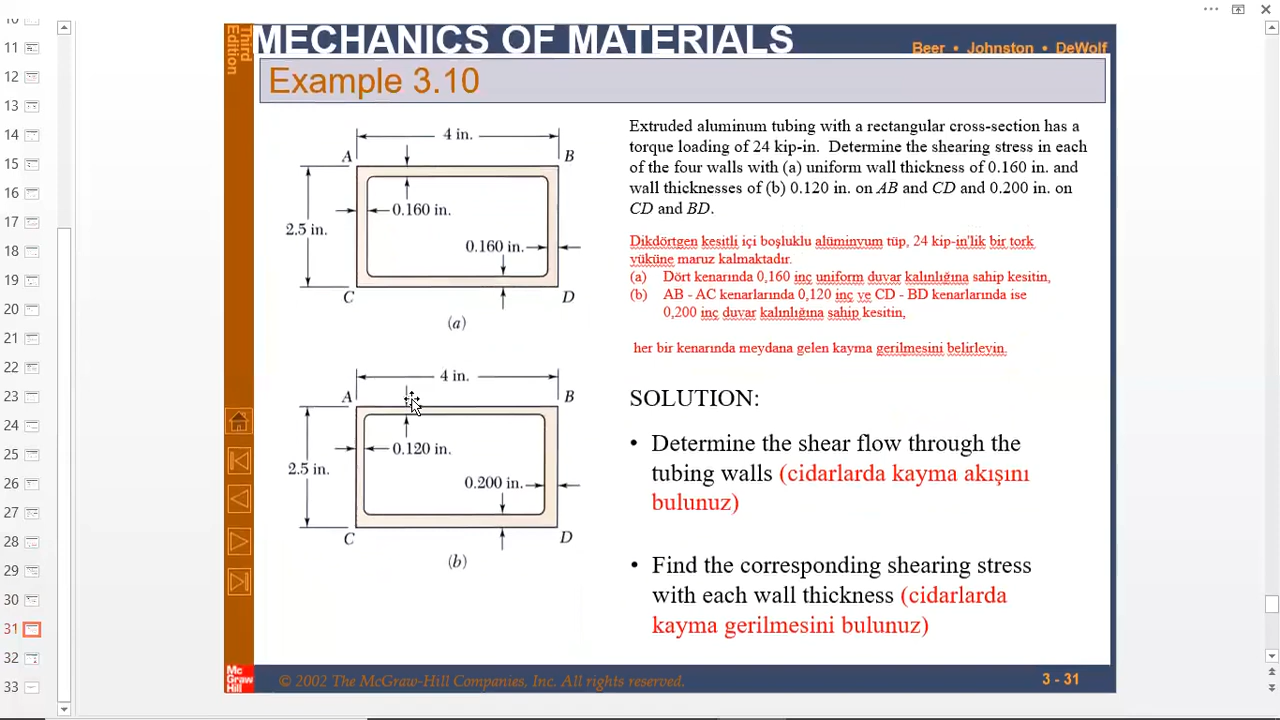 10
11
12
13
14
15
16
17
18
19
20
21
22
23
24
25
26
27
28
29
30
31
32
33
Third
Edition
MECHANICS OF MATERIALS
Beer • Johnston • DeWolf
Example 3.10
4 in.
A
B
0.160 in.
2.5 in.
0.160 in.
C
D
(a)
4 in.
A
B
0.120 in.
2.5 in.
0.200 in.
C
D
(b)
Extruded aluminum tubing with a rectangular cross-section has a
torque loading of 24 kip-in. Determine the shearing stress in each
of the four walls with (a) uniform wall thickness of 0.160 in. and
wall thicknesses of (b) 0.120 in. on AB and CD and 0.200 in. on
CD and BD.
Dikdörtgen kesitli içi boşluklu alüminyum tüp, 24 kip-in'lik bir tork
yüküne maruz kalmaktadır.
(a) Dört kenarında 0,160 inç uniform duvar kalınlığına sahip kesitin,
(b) AB - AC kenarlarında 0,120 inç ve CD - BD kenarlarında ise
0,200 inç duvar kalınlığına sahip kesitin,
her bir kenarında meydana gelen kayma gerilmesini belirleyin.
SOLUTION:
• Determine the shear flow through the
tubing walls (cidarlarda kayma akışını
bulunuz)
• Find the corresponding shearing stress
with each wall thickness (cidarlarda
kayma gerilmesini bulunuz)
Mc
Graw
Hill
© 2002 The McGraw-Hill Companies, Inc. All rights reserved.
3 - 31